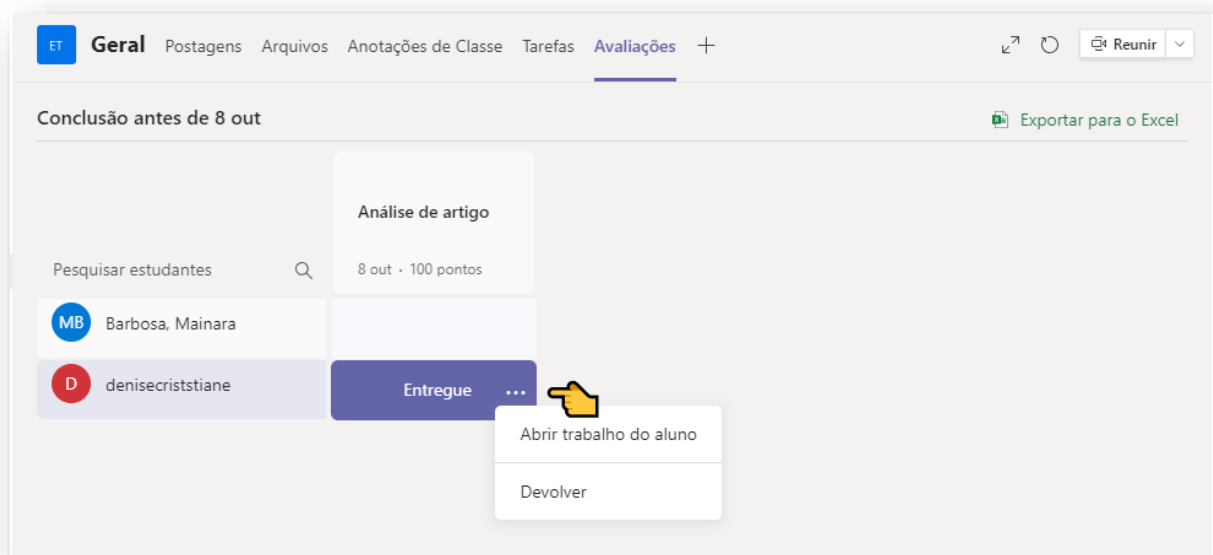 ET Geral Postagens Arquivos Anotações de Classe Tarefas Avaliações Reunir
Conclusão antes de 8 out Exportar para o Excel
Análise de artigo
Pesquisar estudantes 8 out · 100 pontos
MB Barbosa, Mainara
D denisecriststiane Entregue ...
Abrir trabalho do aluno
Devolver